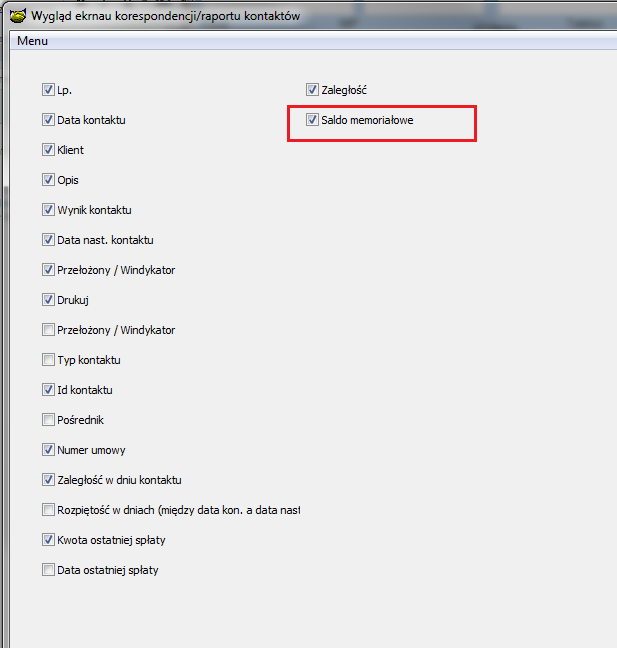 Wygląd ekrnau korespondencji/raportu kontaktów
Menu
Lp.
Data kontaktu
Klient
Opis
Wynik kontaktu
Data nast. kontaktu
Przełożony / Windykator
Drukuj
Przełożony / Windykator
Typ kontaktu
Id kontaktu
Pośrednik
Numer umowy
Zaległość w dniu kontaktu
Rozpiętość w dniach (między data kon. a data nast
Kwota ostatniej spłaty
Data ostatniej spłaty
Zaległość
Saldo memoriałowe